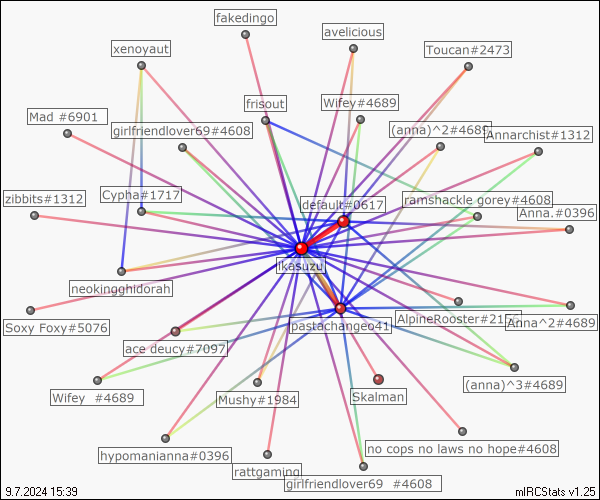 fakedingo
avelicious
xenoyaut
Toucan#2473
frisout
Wifey#4689
Mad #6901
girlfriendlover69#4608
(anna)^2#4689
Annarchist#1312
zibbits#1312
Cypha#1717
default#0617
ramshackle gorey#4608
Anna.#0396
ikasuzu
neokingghidorah
Soxy Foxy#5076
pastachangeo41
AlpineRooster#2155
Anna^2#4689
ace deucy#7097
Wifey  #4689
Mushy#1984
Skalman
(anna)^3#4689
hypomanianna#0396
no cops no laws no hope#4608
rattgaming
girlfriend69  #4608
9.7.2024 15:39
mIRCStats v1.25